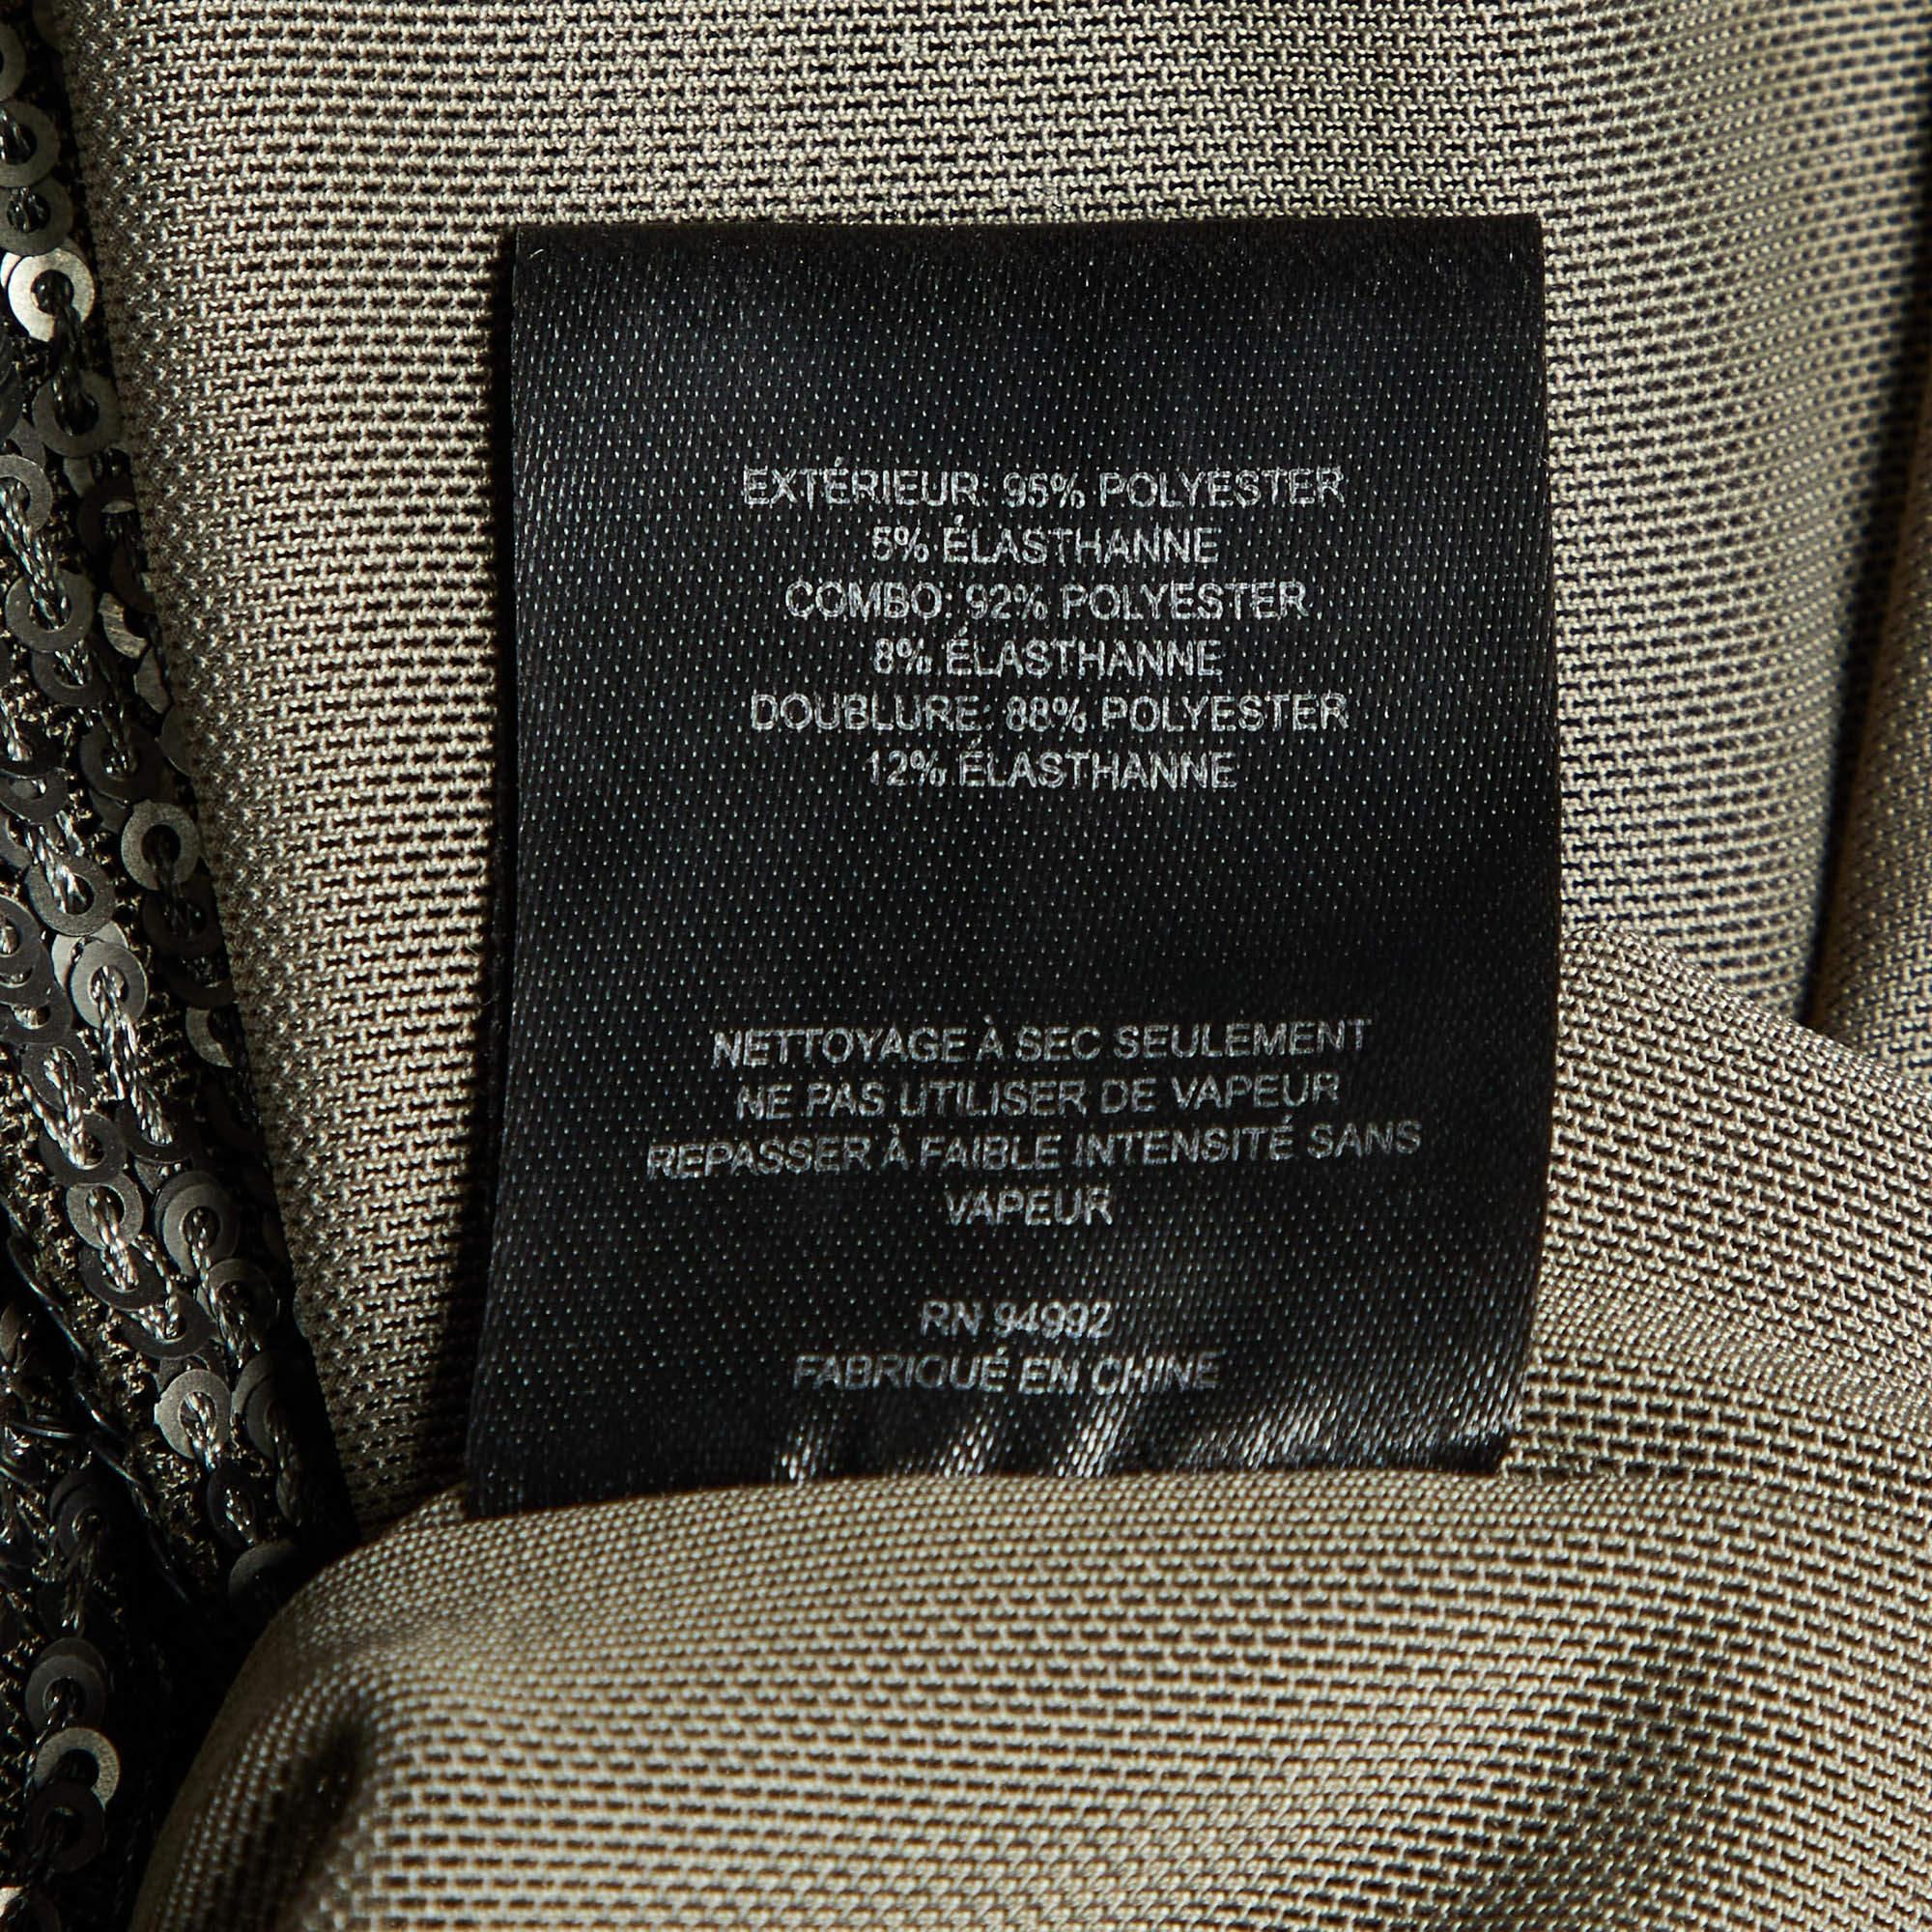 EXTÉRIEUR: 95% POLYESTER
5% ÉLASTHANNE
COMBO: 92% POLYESTER
8% ÉLASTHANNE
DOUBLURE: 88% POLYESTER
12% ÉLASTHANNE
NETTOYAGE À SEC SEULEMENT
NE PAS UTILISER DE VAPEUR
REPASSER À FAIBLE INTENSITÉ SANS
VAPEUR
RN 94992
FABRIQUÉ EN CHINE